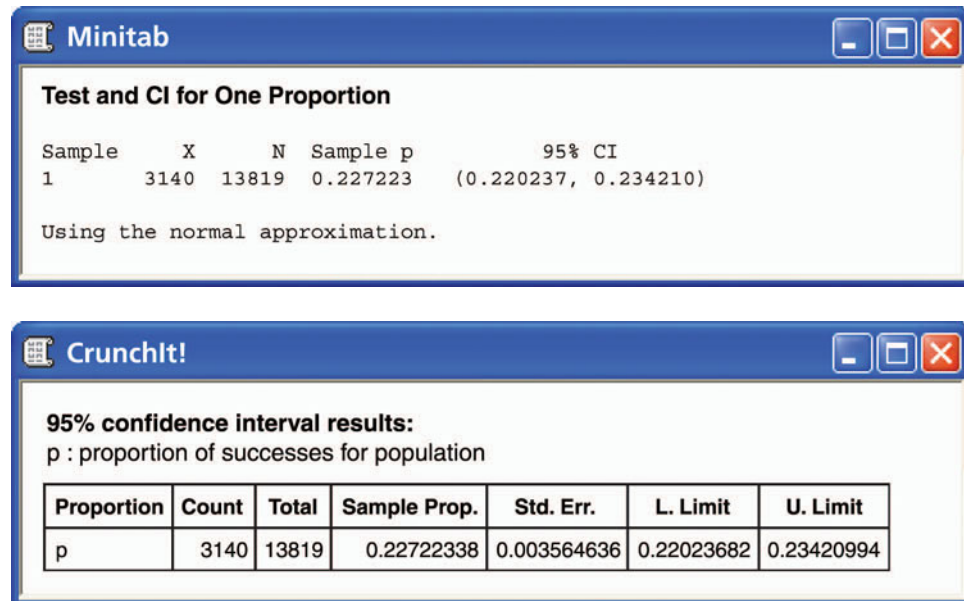 Minitab
Test and CI for One Proportion
Sample X N Sample p 95% CI
1 3140 13819 0.227223 (0.220237, 0.234210)
Using the normal approximation.
CrunchIt!
95% confidence interval results:
p : proportion of successes for population
Proportion Count Total Sample Prop. Std. Err. L. Limit U. Limit
p 3140 13819 0.22722338 0.003564636 0.22023682 0.23420994